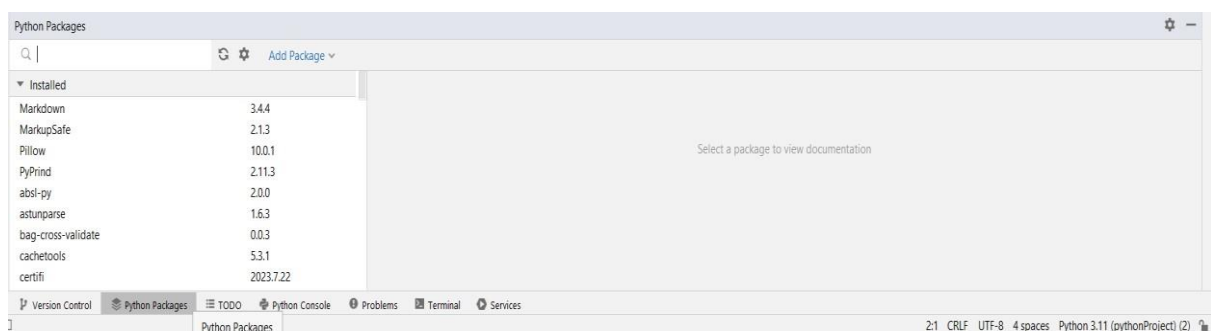 Python Packages
Add Package
Installed
Markdown 3.4.4
MarkupSafe 2.1.3
Pillow 10.0.1
PyPrind 2.11.3
absl-py 2.0.0
astunparse 1.6.3
bag-cross-validate 0.0.3
cachetools 5.3.1
certifi 2023.7.22
Select a package to view documentation
Version Control Python Packages TODO Python Console Problems Terminal Services
Python Packages
2:1 CRLF UTF-8 4 spaces Python 3.11 (pythonProject) (2)